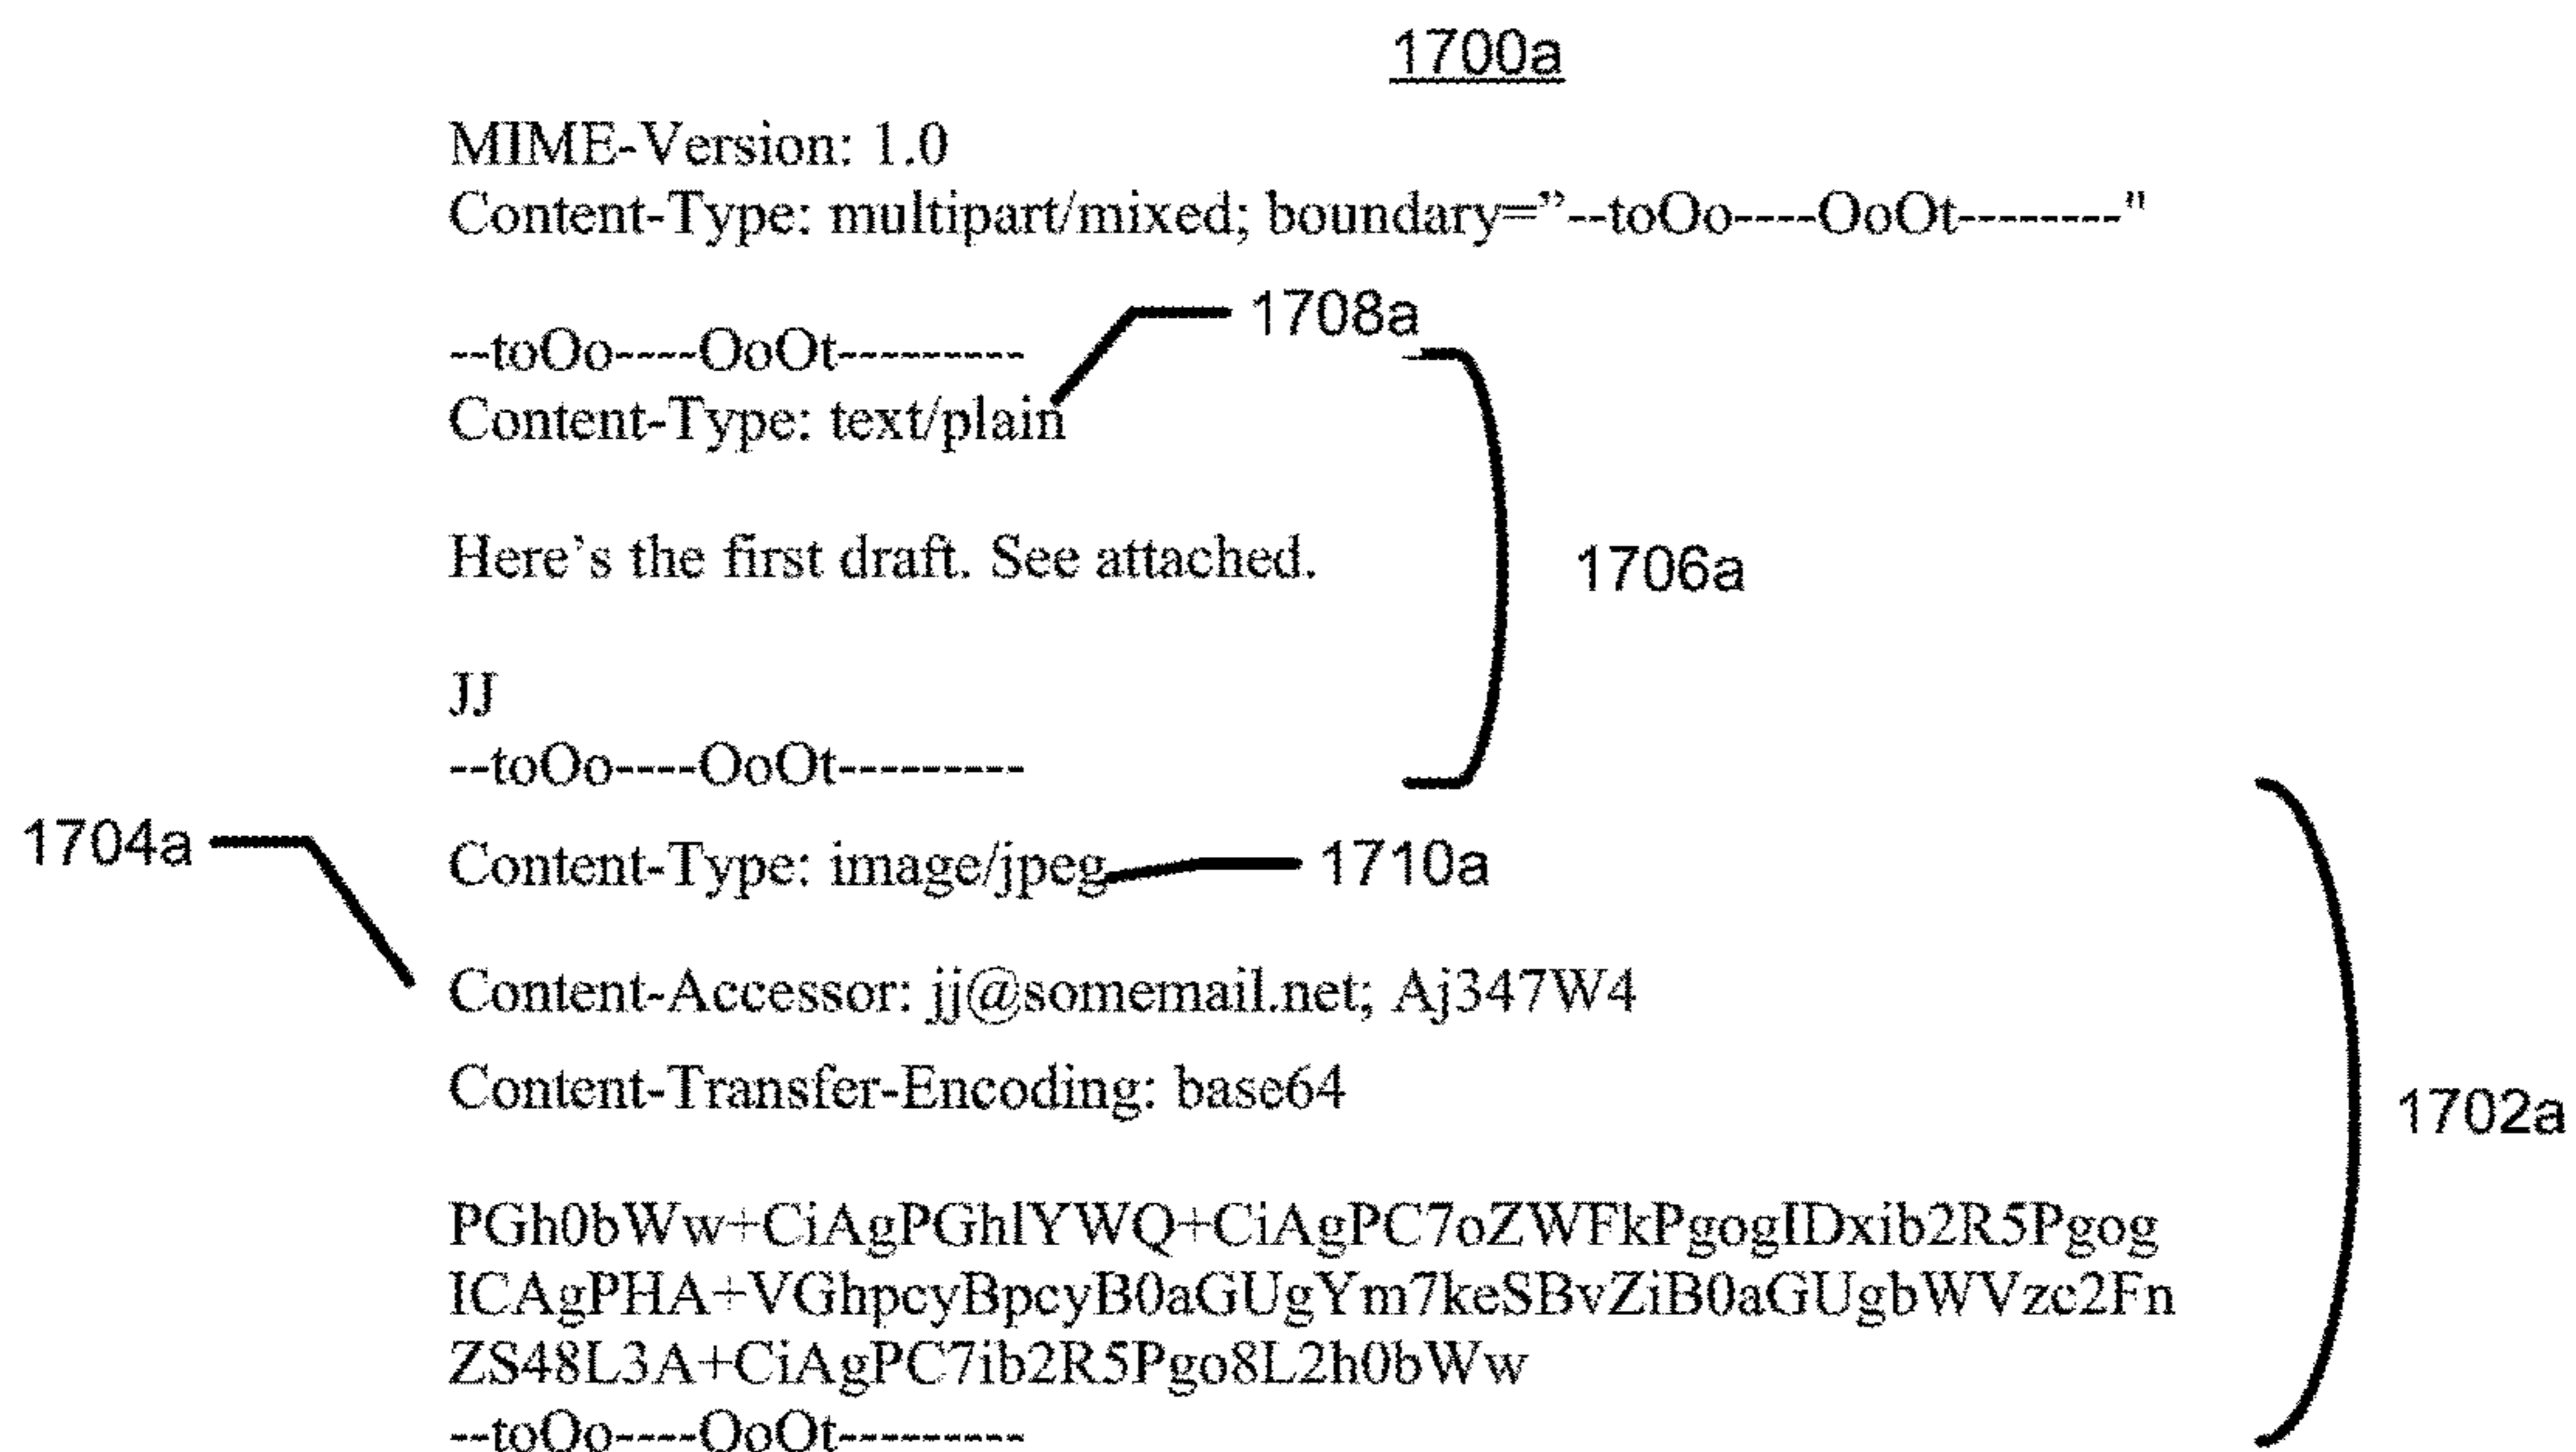 1700a
MIME-Version: 1.0
Content-Type: multipart/mixed; boundary=”--toOo----OoOt--------"
1708a
--toOo----OoOt---------
Content-Type: text/plain
Here’s the first draft. See attached.
1706a
JJ
--toOo----OoOt---------
1704a
Content-Type: image/jpeg
1710a
Content-Accessor: jj@somemail.net; Aj347W4
Content-Transfer-Encoding: base64
1702a
PGh0bWw+CiAgPGhlYWQ+CiAgPC7oZWFkPgogIDxib2R5Pgog
ICAgPHA+VGhpcyBpcyB0aGUgYm7keSBvZiB0aGUgbWVzc2Fn
ZS48L3A+CiAgPC7ib2R5Pgo8L2h0bWw
--toOo----OoOt---------